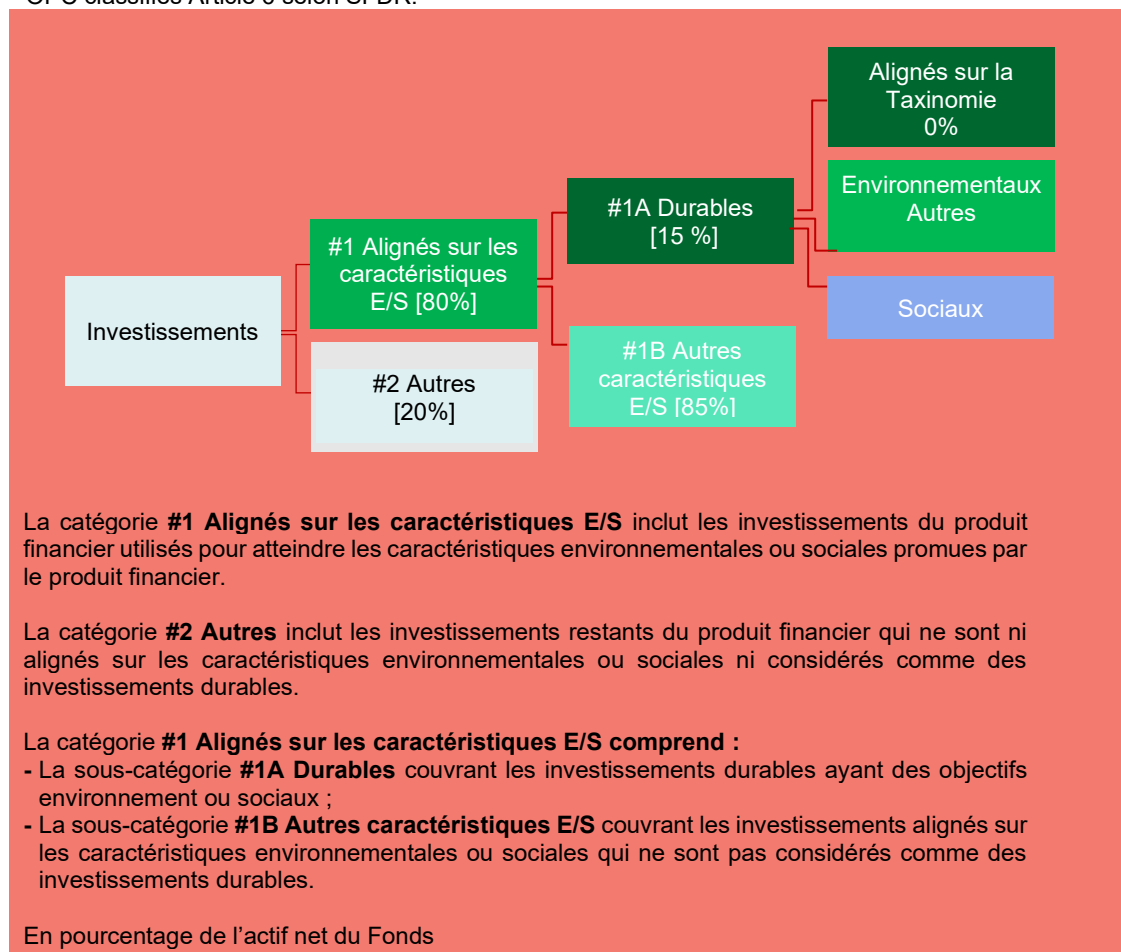 OPC classifiés Article 6 selon SFDR.
Alignés sur la
Taxinomie
0%
Environnementaux
Autres
#1A Durables
[15 %]
#1 Alignés sur les
caractéristiques
E/S [80%]
Sociaux
Investissements
#1B Autres
caractéristiques
E/S [85%]
#2 Autres
[20%]
La catégorie #1 Alignés sur les caractéristiques E/S inclut les investissements du produit
financier utilisés pour atteindre les caractéristiques environnementales ou sociales promues par
le produit financier.
La catégorie #2 Autres inclut les investissements restants du produit financier qui ne sont ni
alignés sur les caractéristiques environnementales ou sociales ni considérés comme des
investissements durables.
La catégorie #1 Alignés sur les caractéristiques E/S comprend :
- La sous-catégorie #1A Durables couvrant les investissements durables ayant des objectifs
environnement ou sociaux ;
- La sous-catégorie #1B Autres caractéristiques E/S couvrant les investissements alignés sur
les caractéristiques environnementales ou sociales qui ne sont pas considérés comme des
investissements durables.
En pourcentage de l’actif net du Fonds